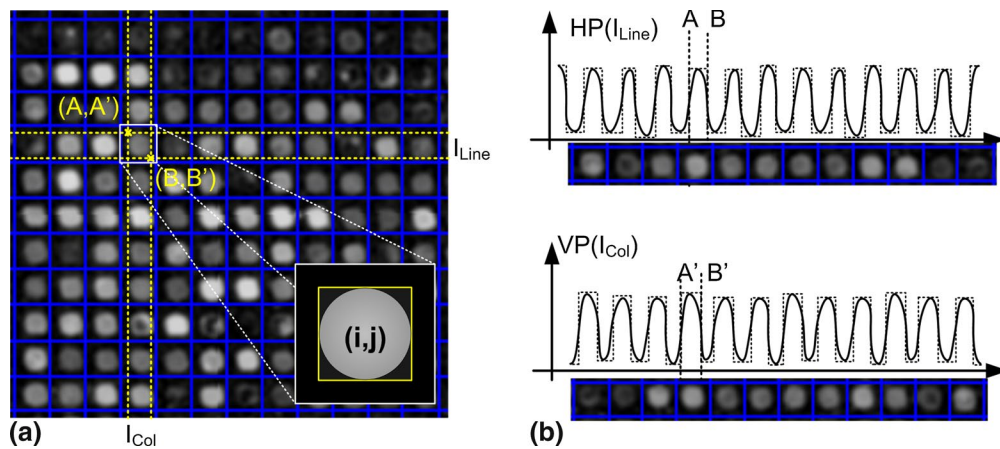 (A,A')
(B,B')
I_Line
(i,j)
I_Col
(a)
HP(I_Line)
A B
VP(I_Col)
A' B'
(b)